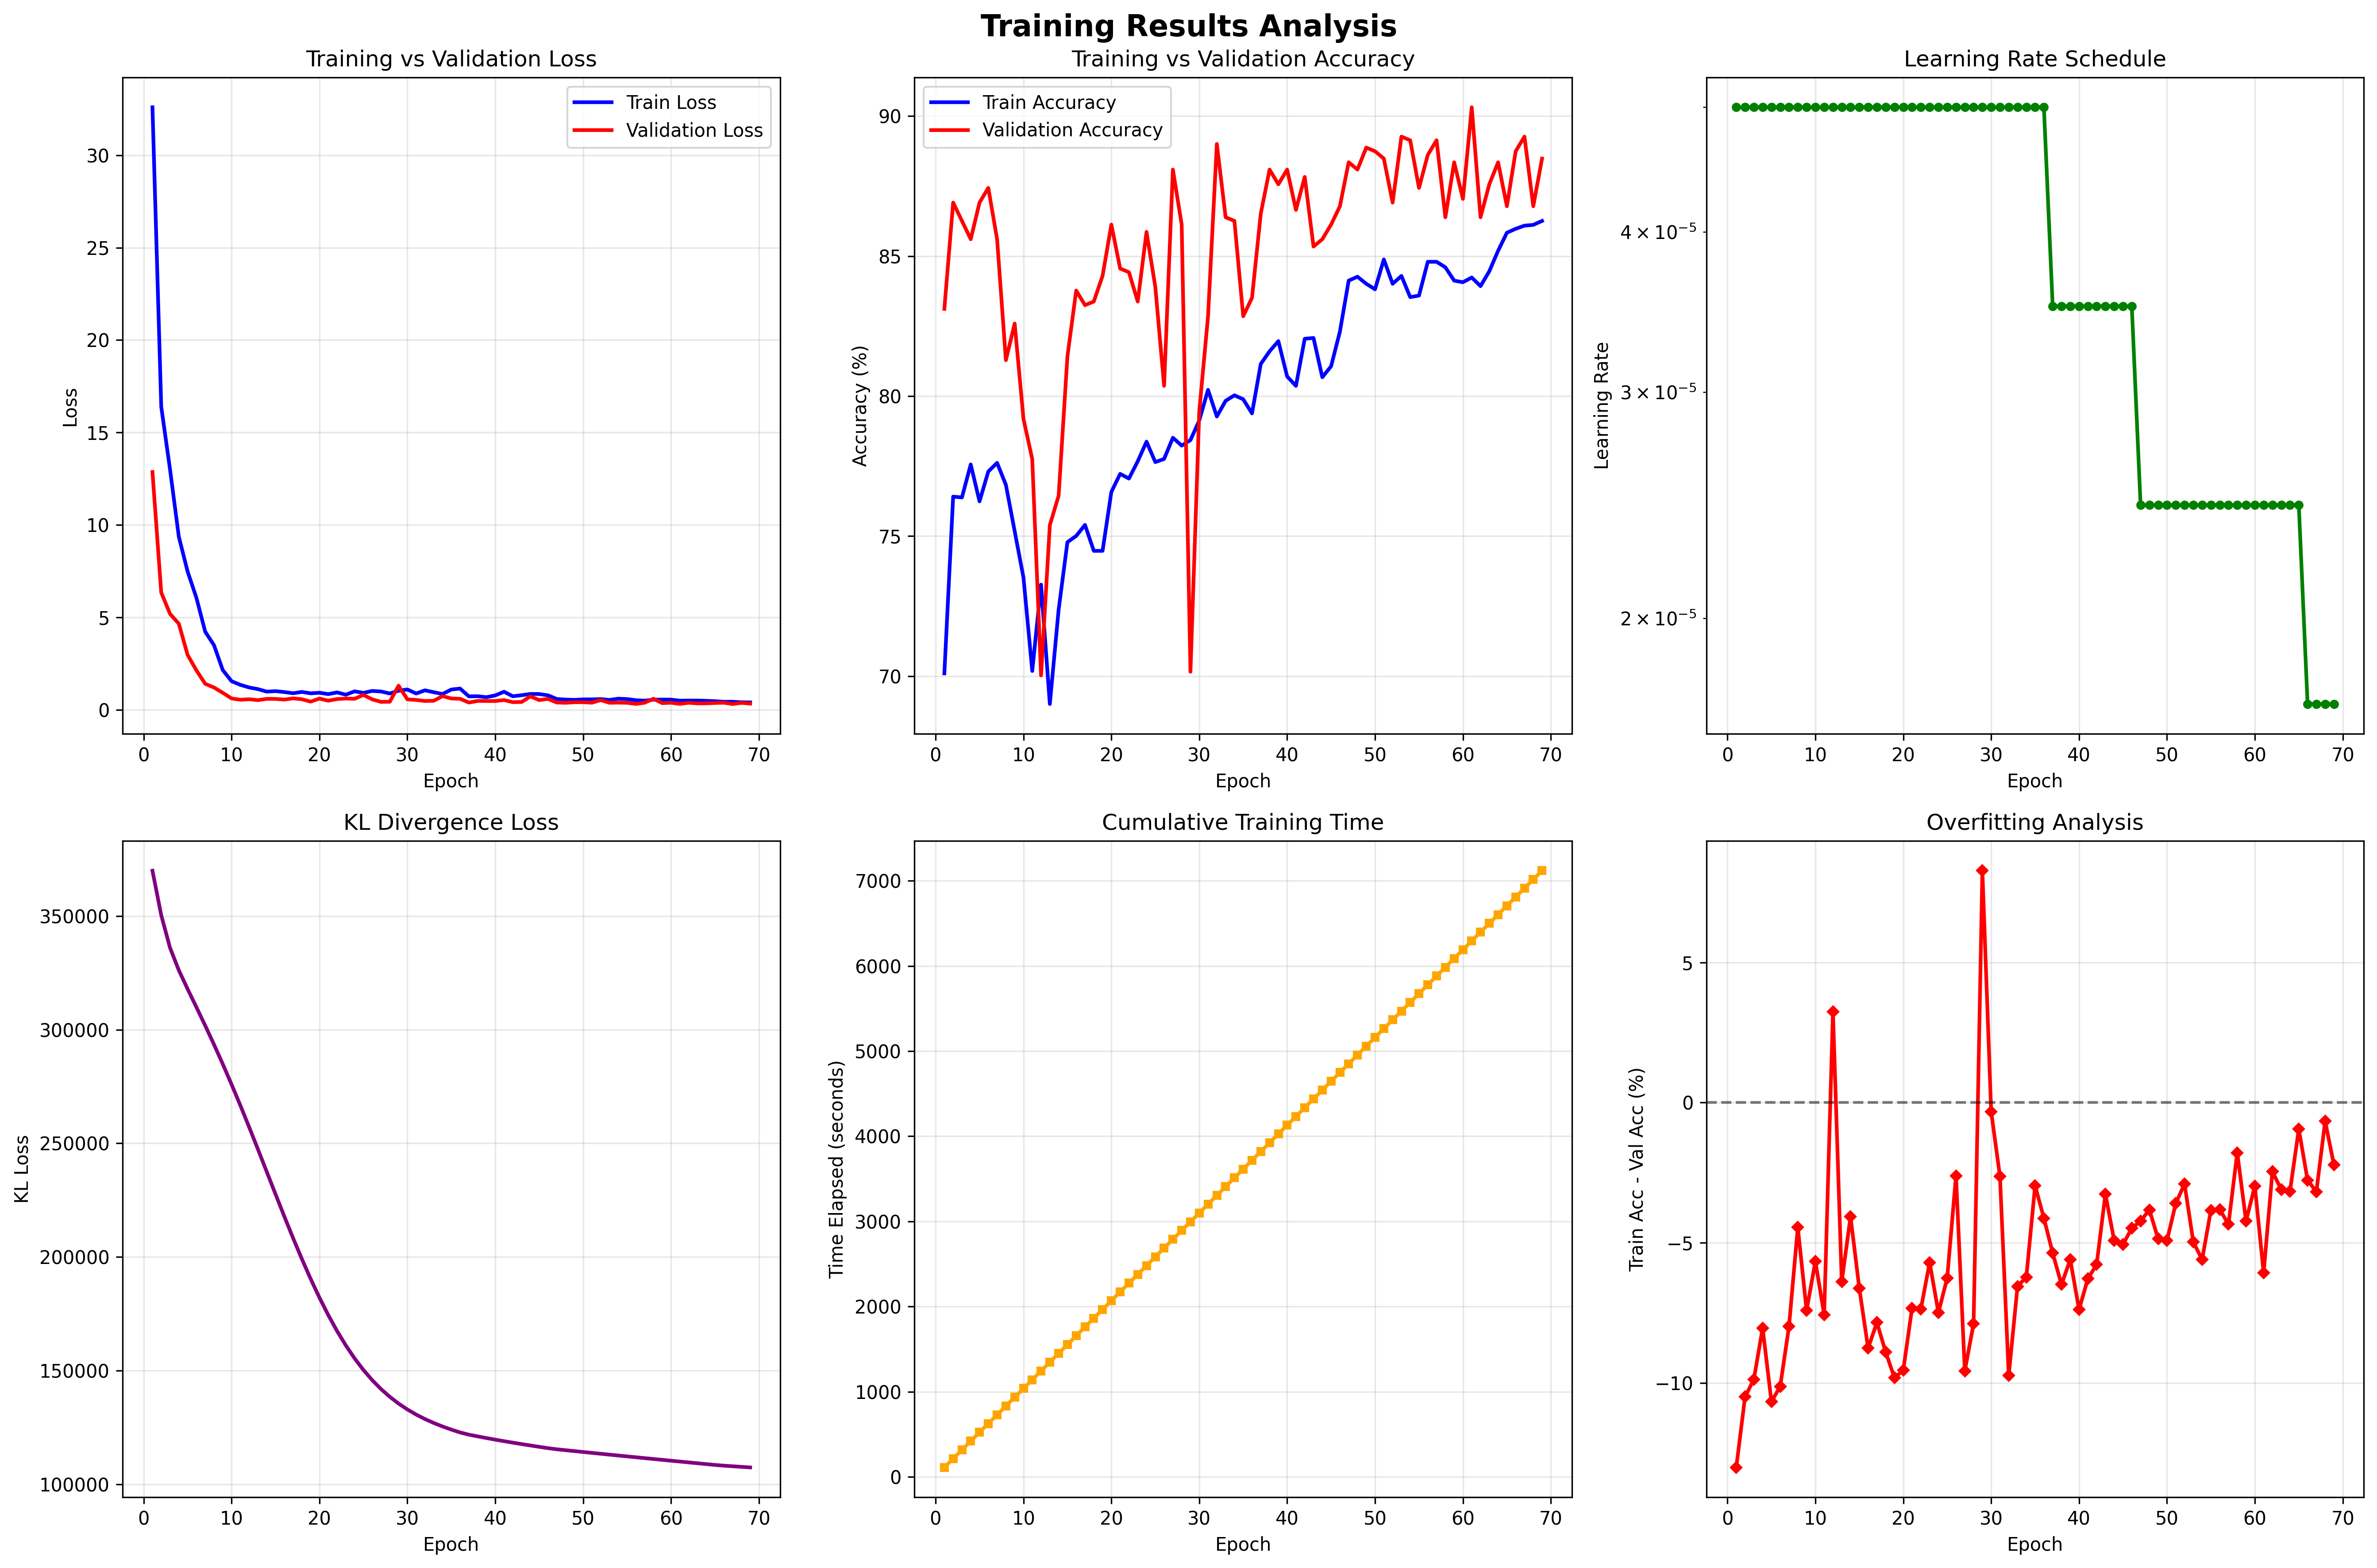 Training Results Analysis
Training vs Validation Loss
Train Loss
Validation Loss
Loss
30
25
20
15
10
5
0
0 10 20 30 40 50 60 70
Epoch
Training vs Validation Accuracy
Train Accuracy
Validation Accuracy
Accuracy (%)
90
85
80
75
70
0 10 20 30 40 50 60 70
Epoch
Learning Rate Schedule
Learning Rate
4 × 10⁻⁵
3 × 10⁻⁵
2 × 10⁻⁵
0 10 20 30 40 50 60 70
Epoch
KL Divergence Loss
KL Loss
350000
300000
250000
200000
150000
100000
0 10 20 30 40 50 60 70
Epoch
Cumulative Training Time
Time Elapsed (seconds)
7000
6000
5000
4000
3000
2000
1000
0
0 10 20 30 40 50 60 70
Epoch
Overfitting Analysis
Train Acc - Val Acc (%)
5
0
−5
−10
0 10 20 30 40 50 60 70
Epoch